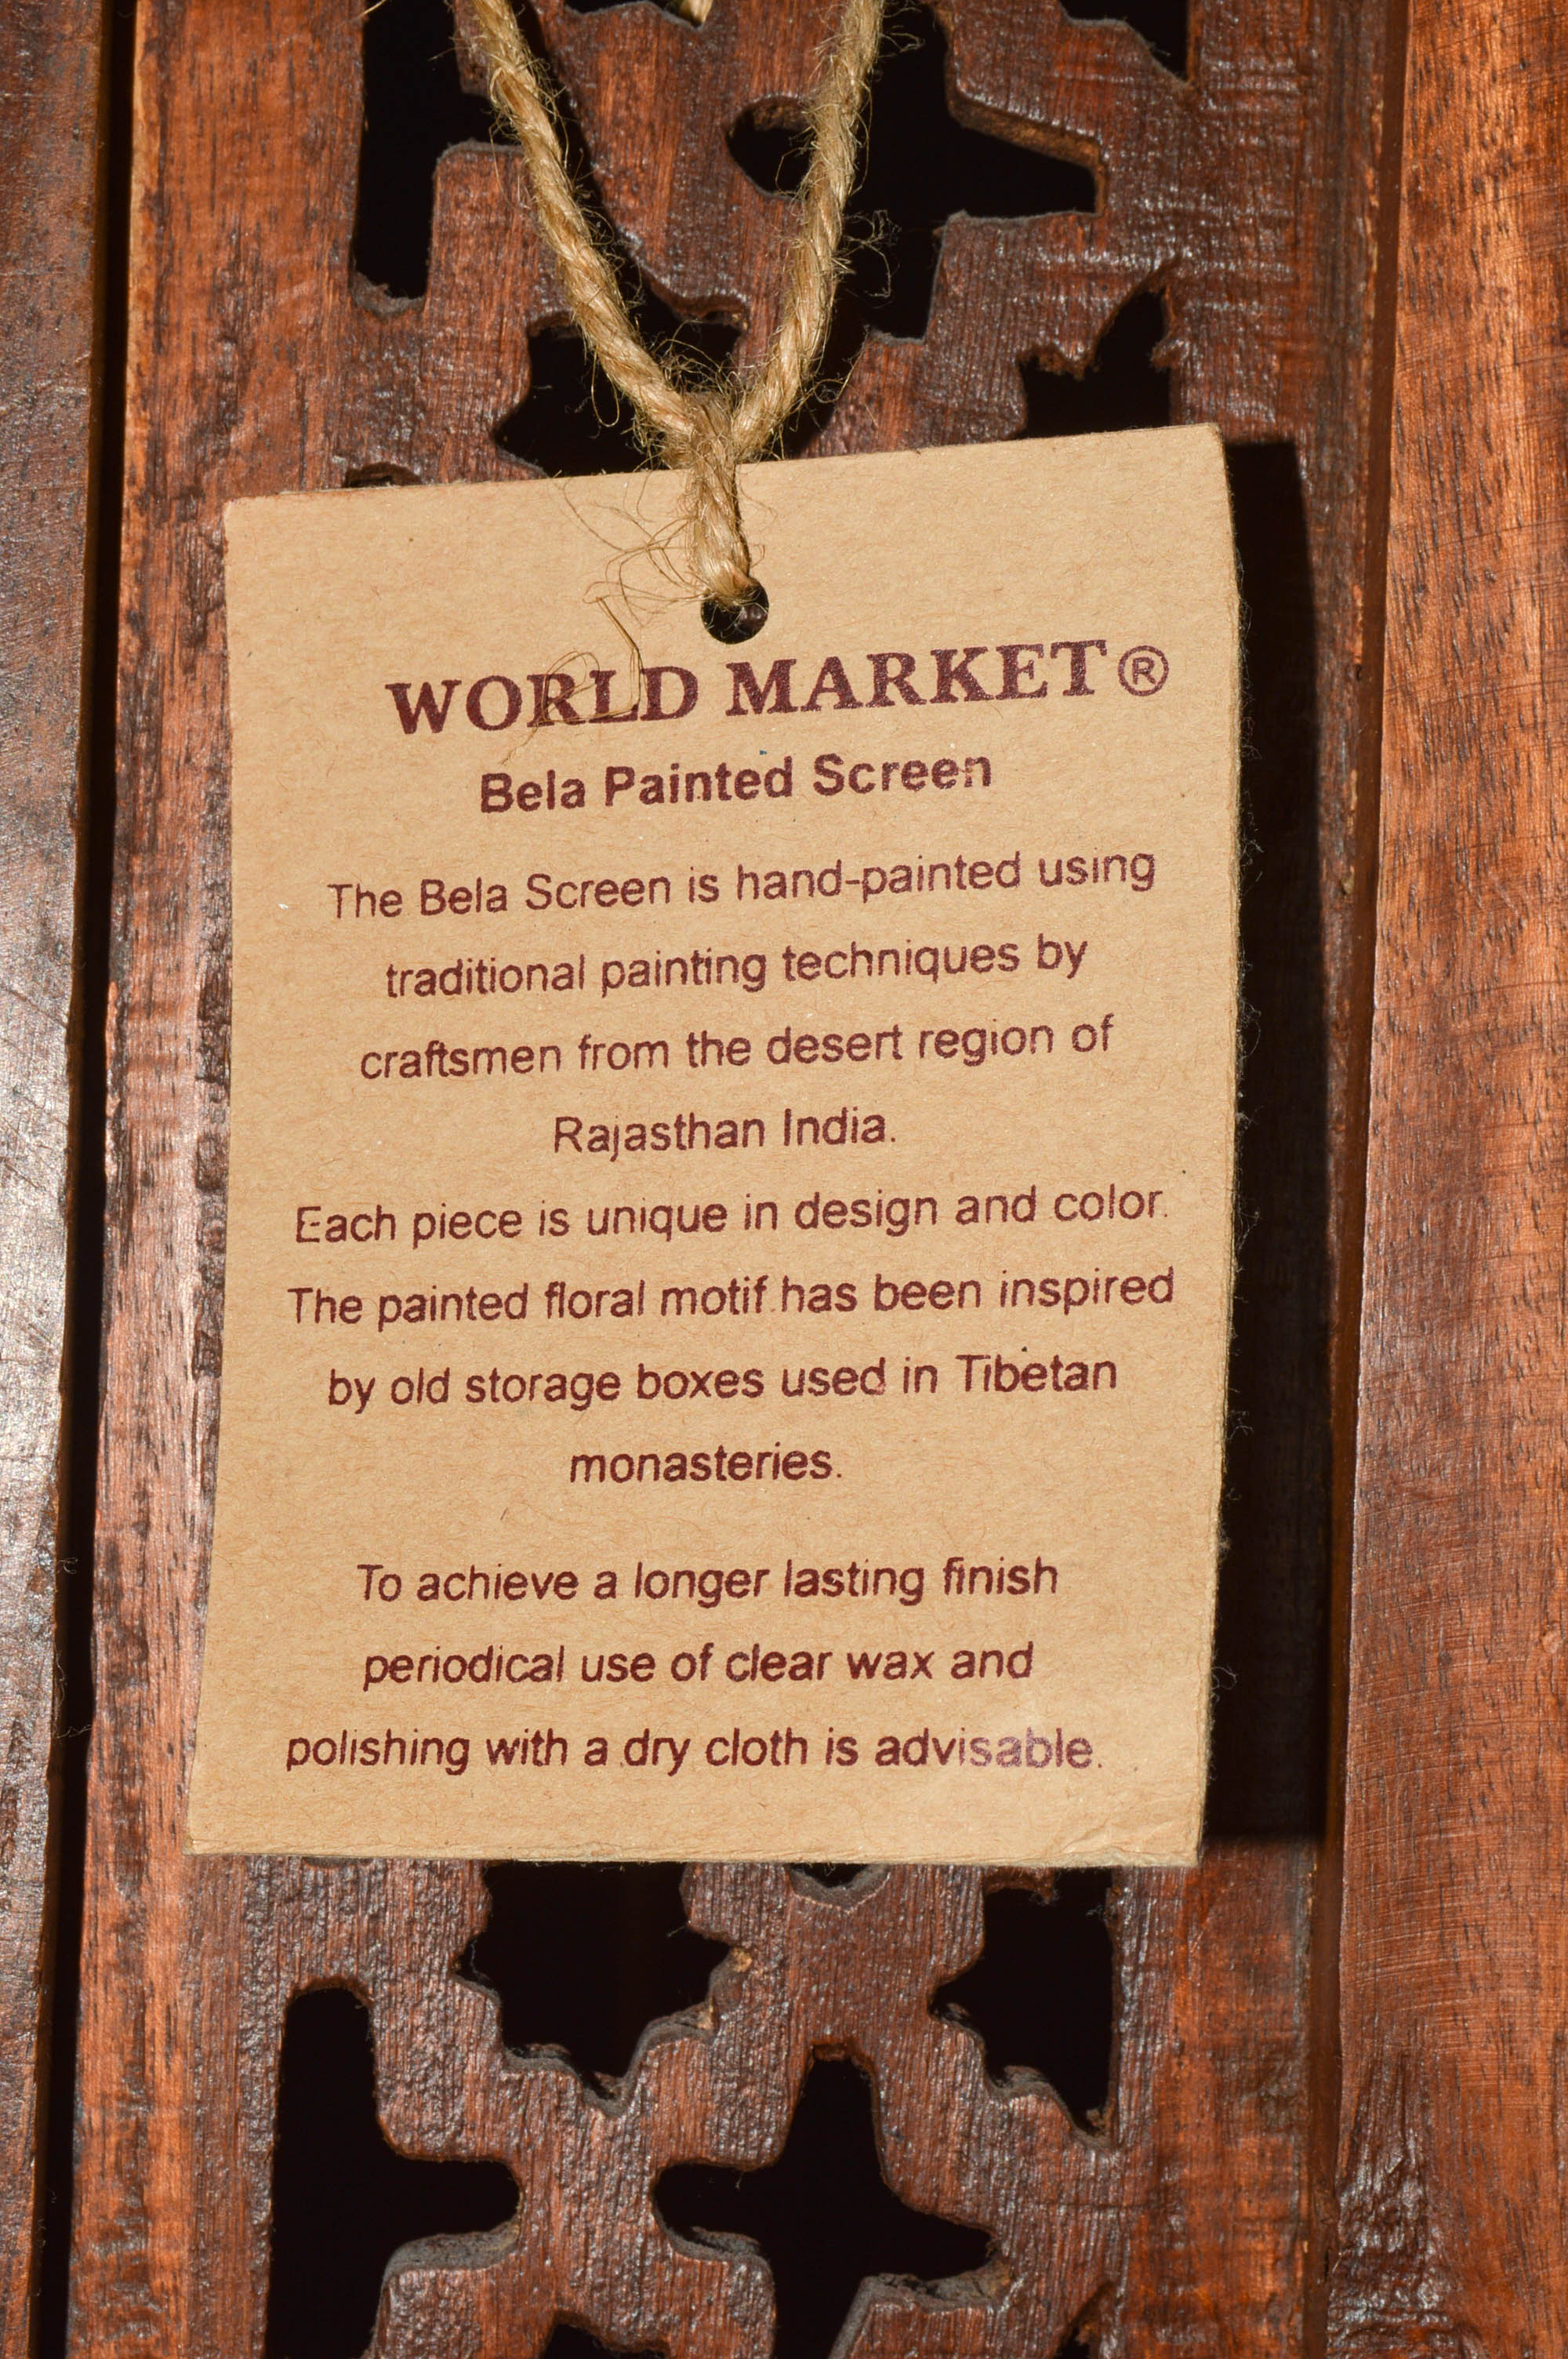 WORLD MARKET®
Bela Painted Screen
The Bela Screen is hand-painted using
traditional painting techniques by
craftsmen from the desert region of
Rajasthan India.
Each piece is unique in design and color.
The painted floral motif has been inspired
by old storage boxes used in Tibetan
monasteries.
To achieve a longer lasting finish
periodical use of clear wax and
polishing with a dry cloth is advisable.